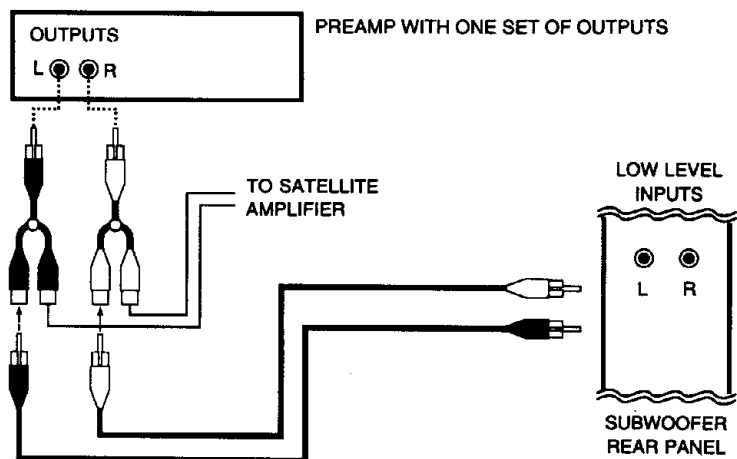 PREAMP WITH ONE SET OF OUTPUTS
OUTPUTS
L R
TO SATELLITE
AMPLIFIER
LOW LEVEL
INPUTS
L R
SUBWOOFER
REAR PANEL